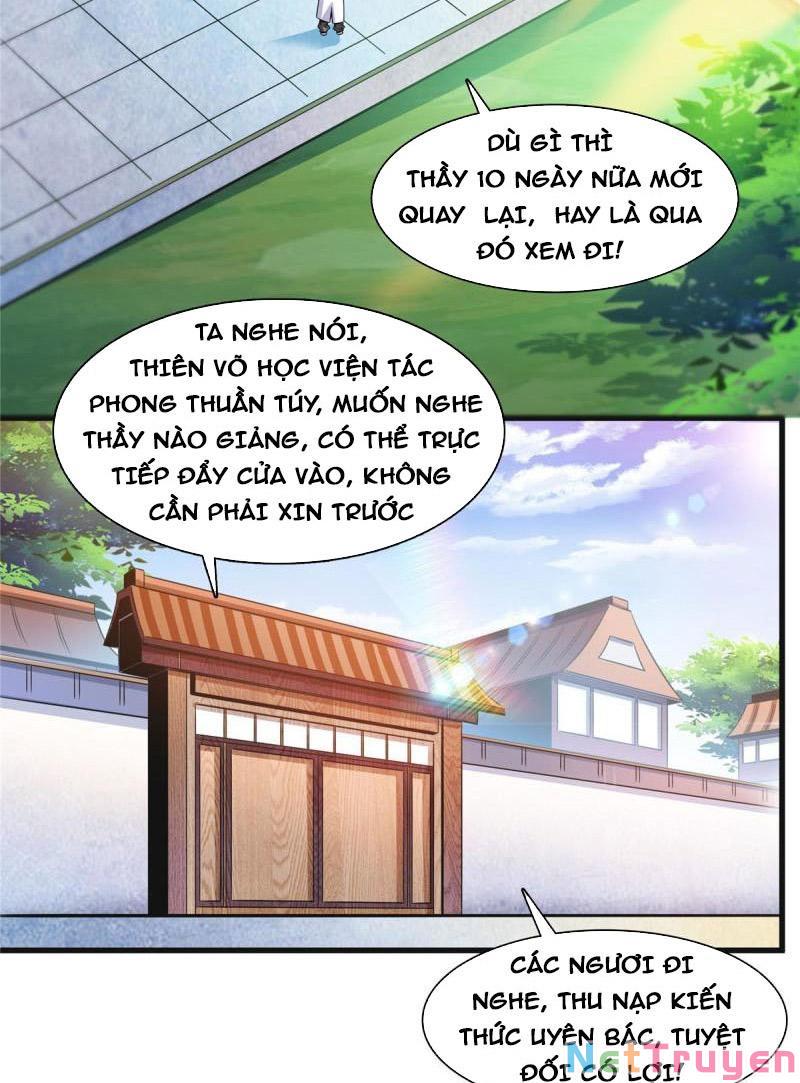 DÙ GÌ THÌ
THẦY 10 NGÀY NỮA MỚI
QUAY LẠI, HAY LÀ QUA
ĐÓ XEM ĐI!
TA NGHE NÓI,
THIÊN VÕ HỌC VIỆN TÁC
PHONG THUẦN TÚY, MUỐN NGHE
THẦY NÀO GIẢNG, CÓ THỂ TRỰC
TIẾP ĐẨY CỬA VÀO, KHÔNG
CẦN PHẢI XIN TRƯỚC
CÁC NGƯƠI ĐI
NGHE, THU NẠP KIẾN
THỨC UYÊN BÁC, TUYỆT
ĐỐI CÓ LỢI!
NetTruyen